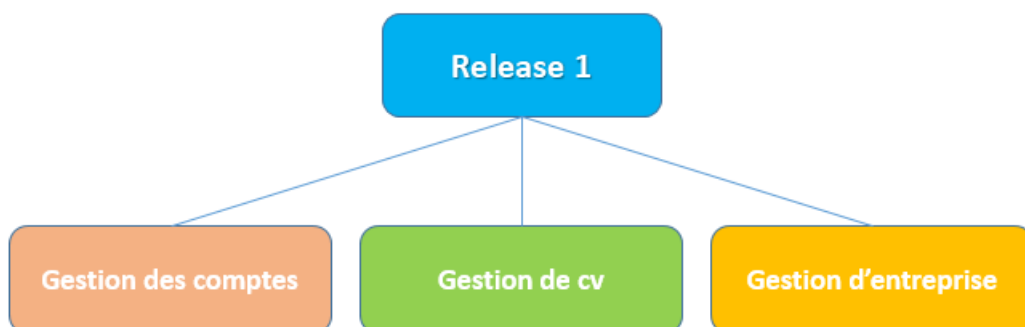 Release 1
Gestion des comptes
Gestion de cv
Gestion d’entreprise